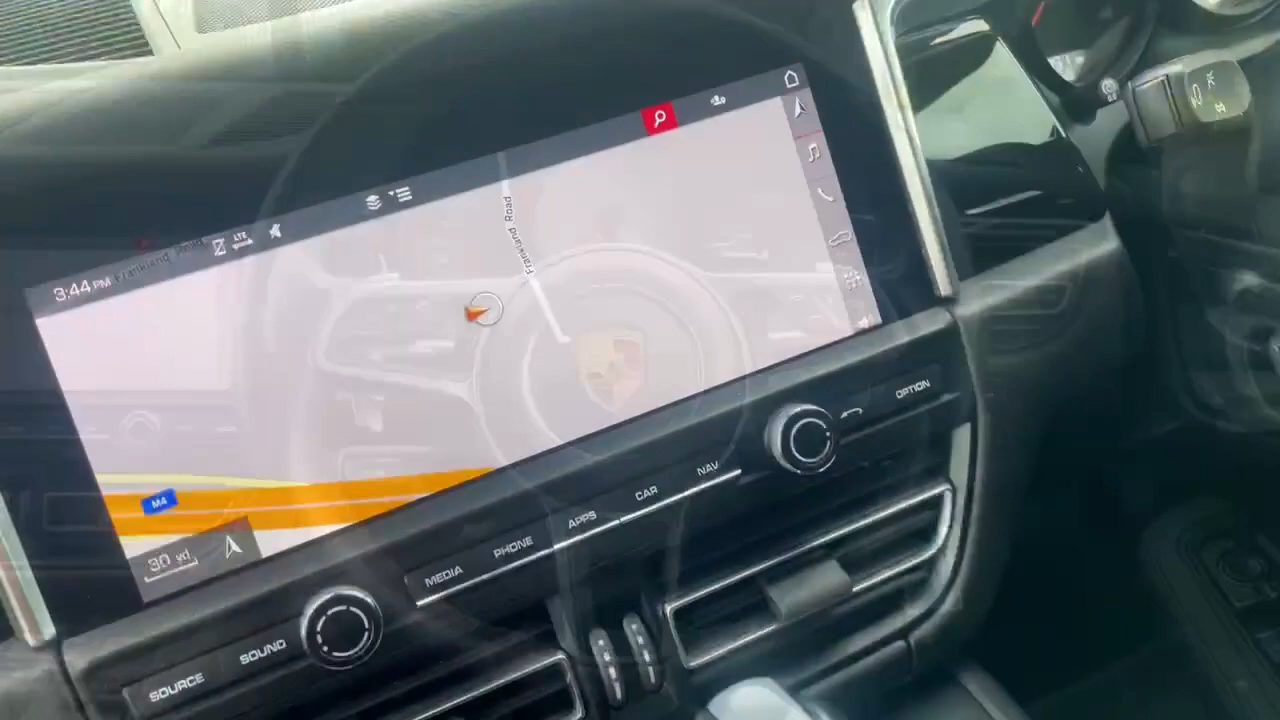 3:44 PM
LTE
Frankland Road
M4
30 yd
MEDIA
PHONE
APPS
CAR
NAV
OPTION
SOURCE
SOUND